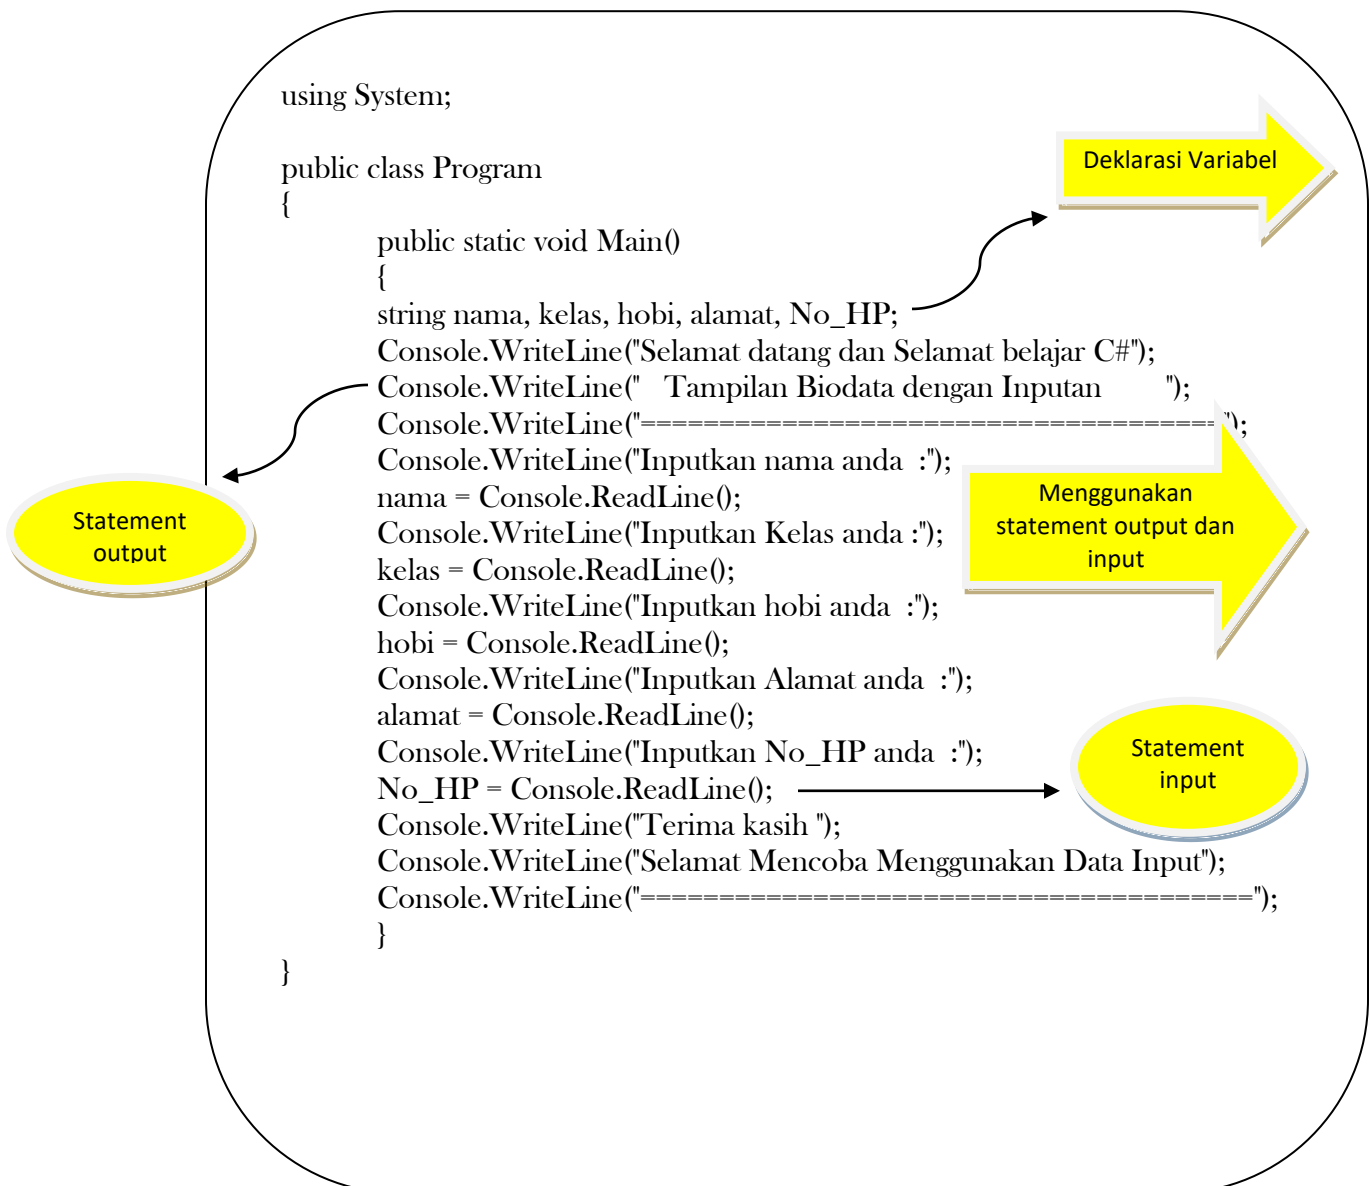 using System;
public class Program
{
public static void Main()
{
string nama, kelas, hobi, alamat, No_HP;
Console.WriteLine("Selamat datang dan Selamat belajar C#");
Console.WriteLine("   Tampilan Biodata dengan Inputan        ");
Console.WriteLine("=====================================");
Console.WriteLine("Inputkan nama anda  :");
nama = Console.ReadLine();
Console.WriteLine("Inputkan Kelas anda :");
kelas = Console.ReadLine();
Console.WriteLine("Inputkan hobi anda  :");
hobi = Console.ReadLine();
Console.WriteLine("Inputkan Alamat anda  :");
alamat = Console.ReadLine();
Console.WriteLine("Inputkan No_HP anda  :");
No_HP = Console.ReadLine();
Console.WriteLine("Terima kasih ");
Console.WriteLine("Selamat Mencoba Menggunakan Data Input");
Console.WriteLine("=======================================");
}
}
Deklarasi Variabel
Statement
output
Menggunakan
statement output dan
input
Statement
input